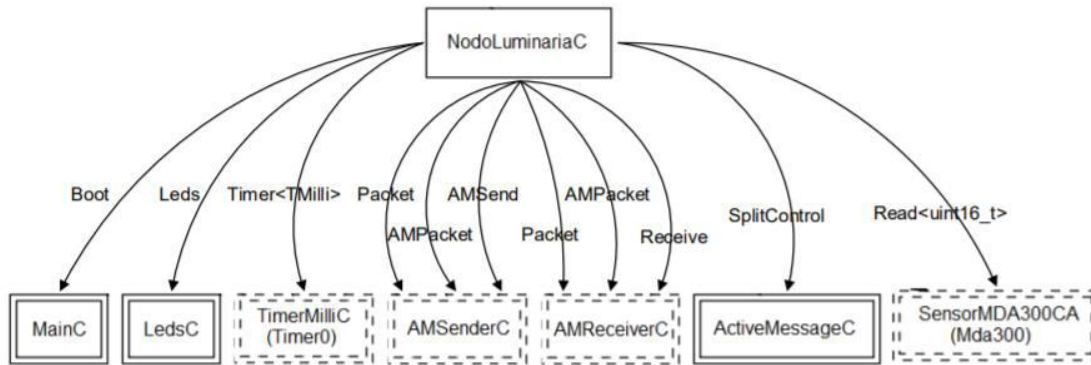 NodoLuminariaC
Boot
Leds
Timer<TMilli>
Packet
AMSend
AMPacket
AMPacket
Packet
Receive
SplitControl
Read<uint16_t>
MainC
LedsC
TimerMilliC
(Timer0)
AMSenderC
AMReceiverC
ActiveMessageC
SensorMDA300CA
(Mda300)